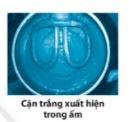 Cặn trắng xuất hiện
trong ấm